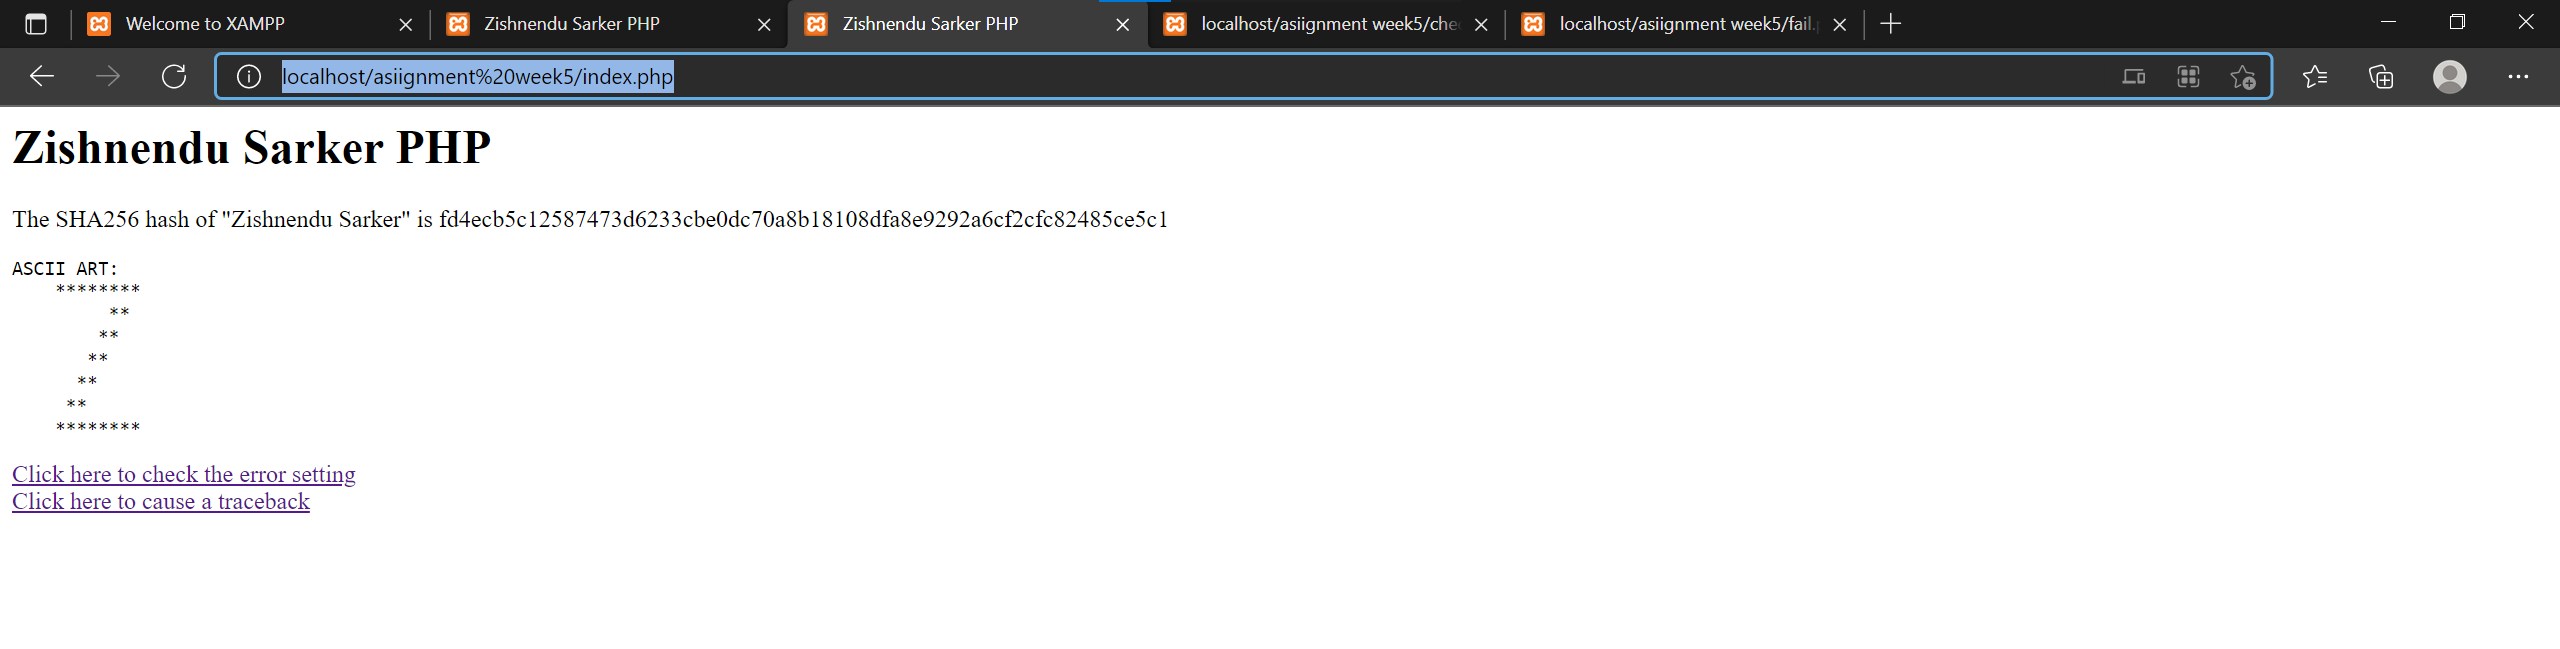 Welcome to XAMPP
Zishnendu Sarker PHP
Zishnendu Sarker PHP
localhost/asiignment week5/che
localhost/asiignment week5/fail.
localhost/asiignment%20week5/index.php
Zishnendu Sarker PHP
The SHA256 hash of "Zishnendu Sarker" is fd4ecb5c12587473d6233cbe0dc70a8b18108dfa8e9292a6cf2cfc82485ce5c1
ASCII ART:
    ********
         **
        **
       **
      **
     **
    ********
Click here to check the error setting
Click here to cause a traceback